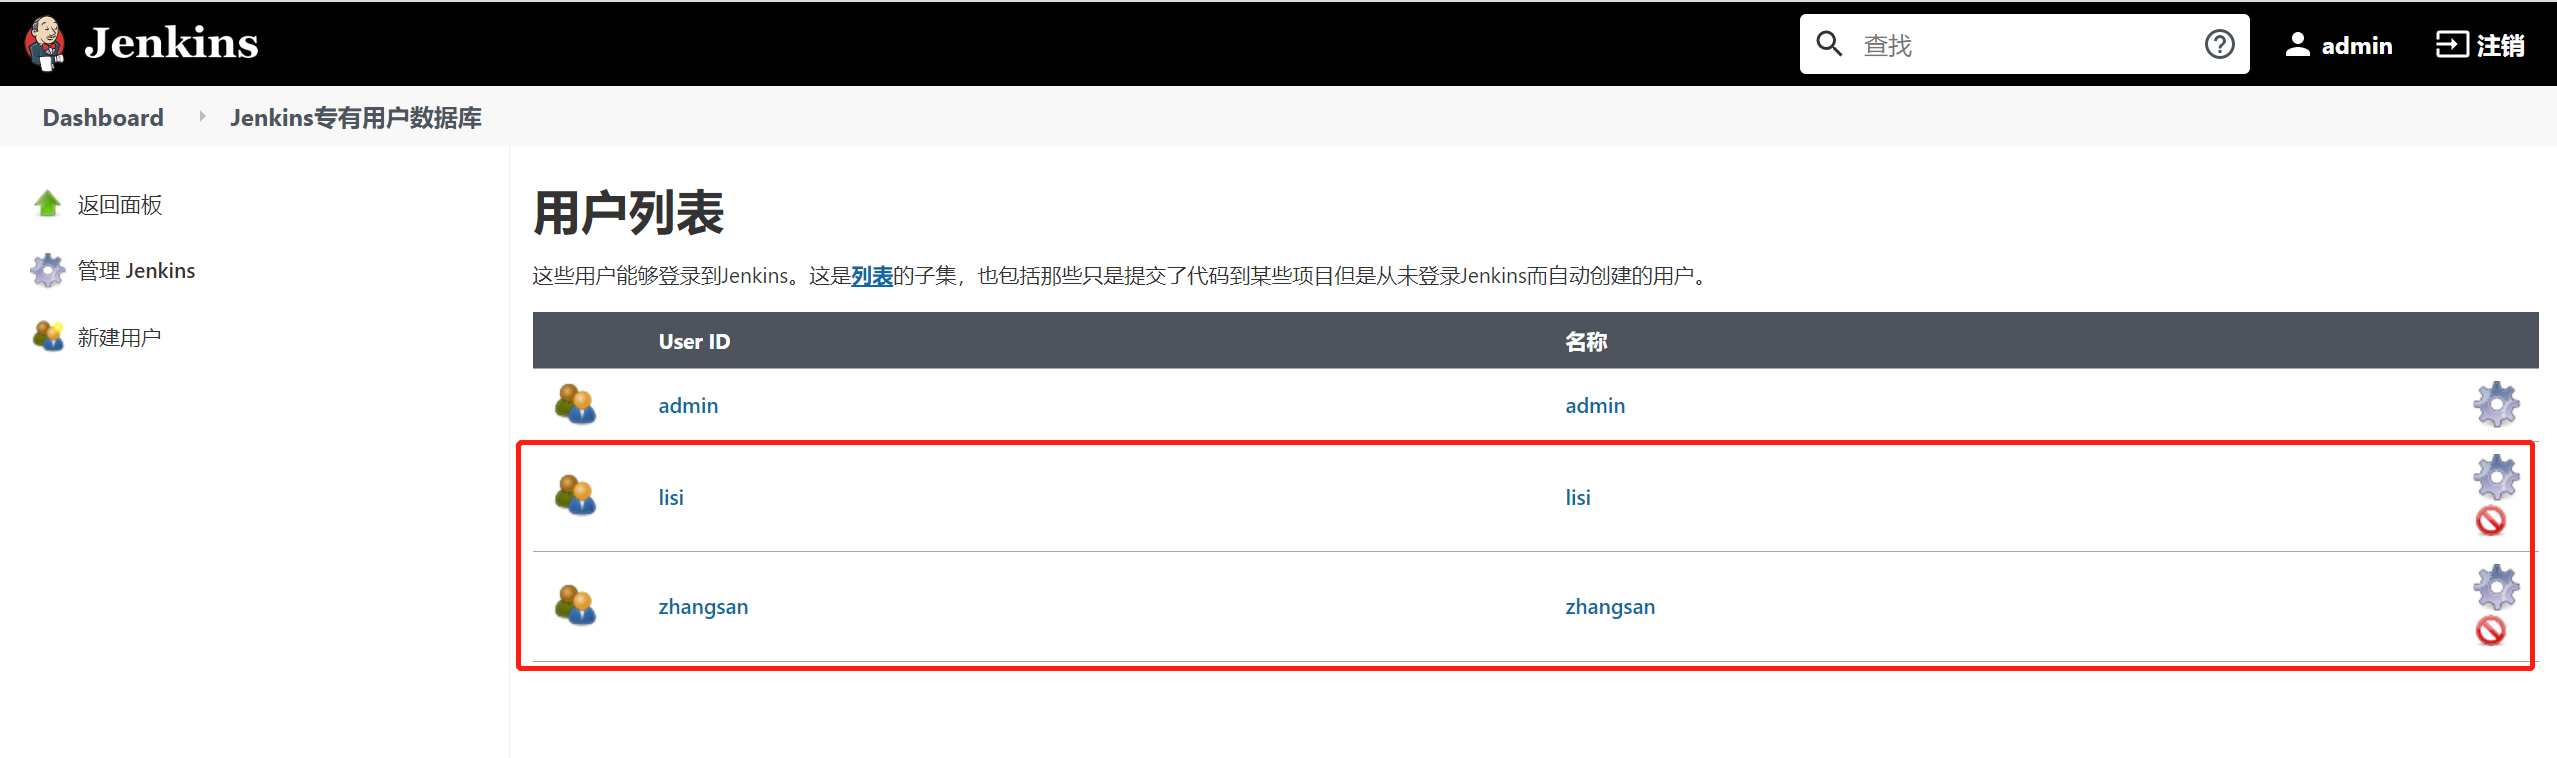 Jenkins
查找
admin
注销
Dashboard
Jenkins专有用户数据库
返回面板
管理 Jenkins
新建用户
用户列表
这些用户能够登录到Jenkins。这是列表的子集，也包括那些只是提交了代码到某些项目但是从未登录Jenkins而自动创建的用户。
User ID 名称
admin admin
lisi lisi
zhangsan zhangsan